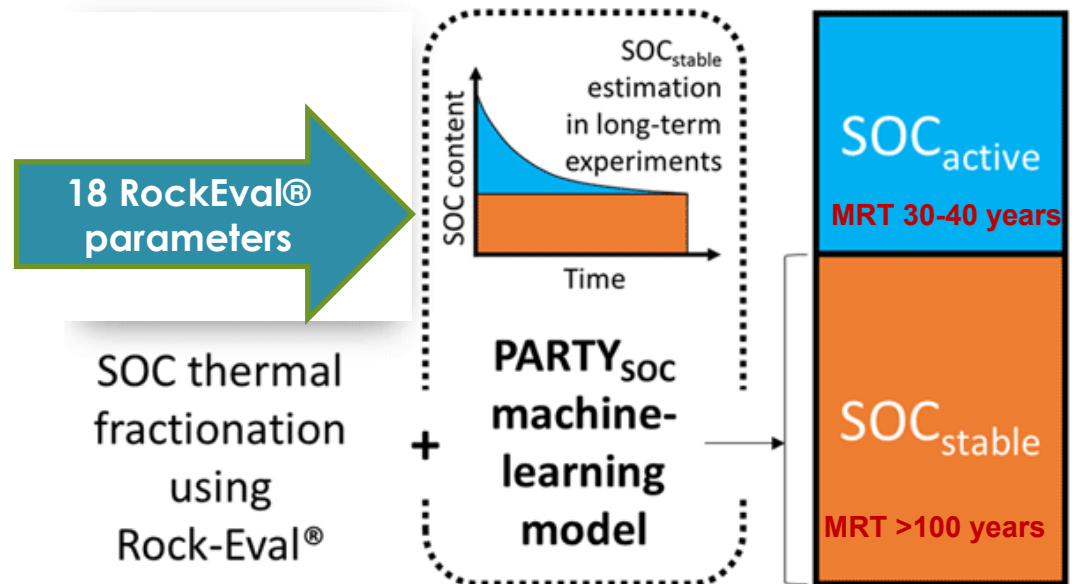 18 RockEval®
parameters
SOC thermal
fractionation
using
Rock-Eval®
+
SOCstable
estimation
in long-term
experiments
SOC content
Time
PARTYSOC
machine-
learning
model
SOCactive
MRT 30-40 years
SOCstable
MRT >100 years